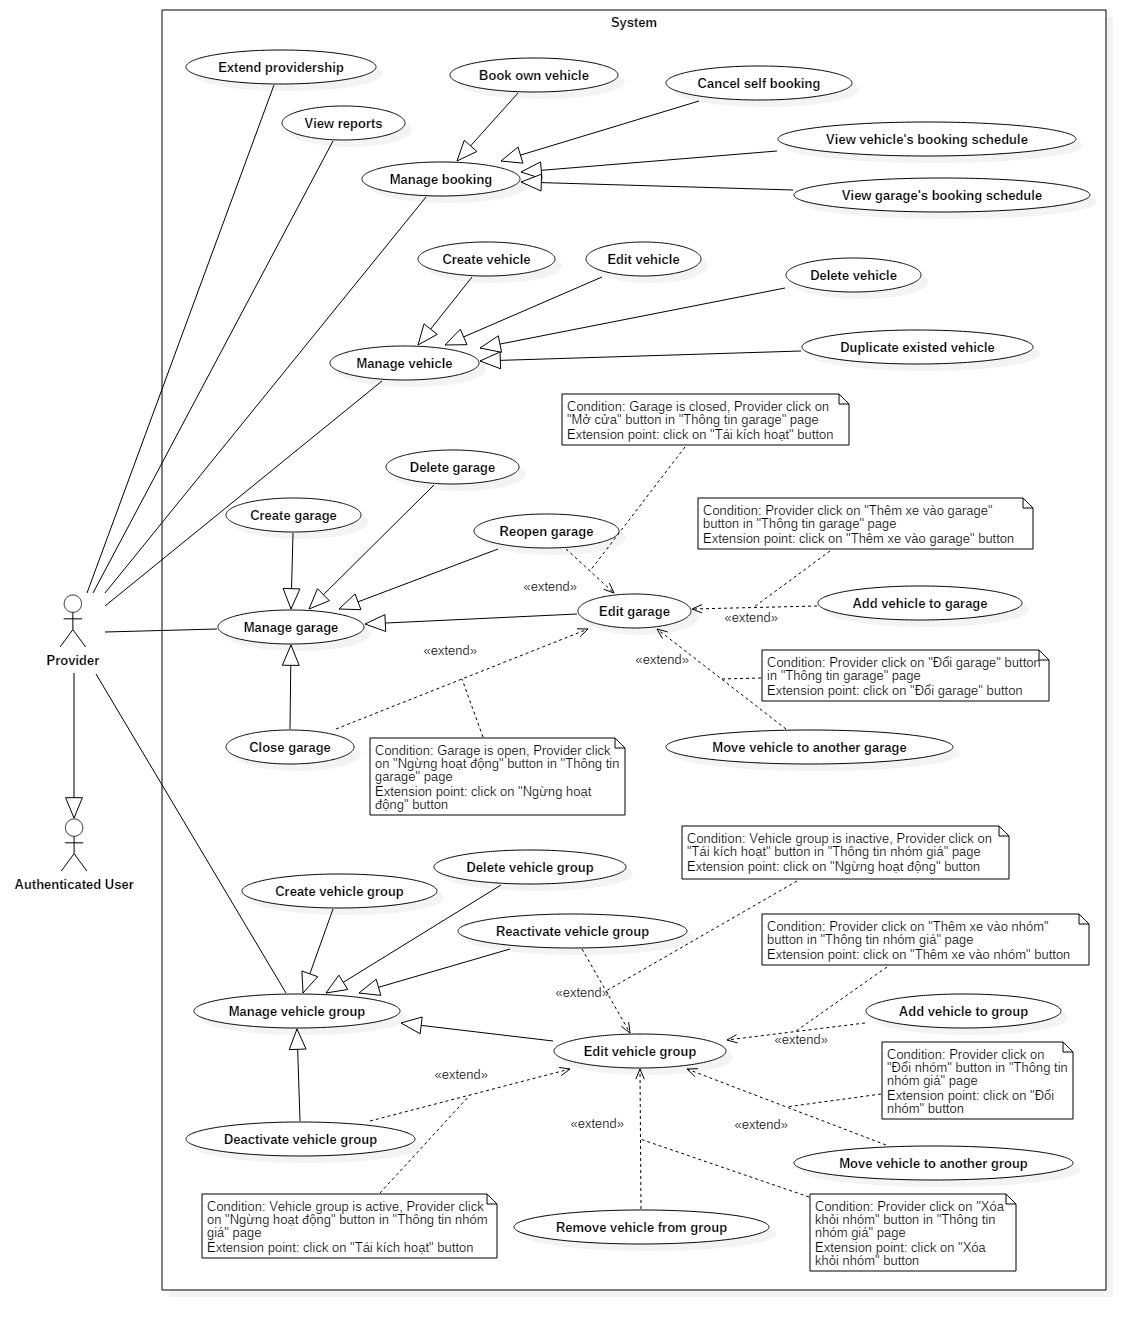 System
Extend providership
Book own vehicle
Cancel self booking
View reports
View vehicle's booking schedule
Manage booking
View garage's booking schedule
Create vehicle
Edit vehicle
Delete vehicle
Manage vehicle
Duplicate existed vehicle
Condition: Garage is closed, Provider click on
"Mở cửa" button in "Thông tin garage" page
Extension point: click on "Tái kích hoạt" button
Delete garage
Create garage
Reopen garage
Condition: Provider click on "Thêm xe vào garage"
button in "Thông tin garage" page
Extension point: click on "Thêm xe vào garage" button
«extend»
Edit garage
Add vehicle to garage
«extend»
Manage garage
Provider
«extend»
«extend»
Condition: Provider click on "Đổi garage" button
in "Thông tin garage" page
Extension point: click on "Đổi garage" button
Close garage
Condition: Garage is open, Provider click
on "Ngừng hoạt động" button in "Thông tin
garage" page
Extension point: click on "Ngừng hoạt
động" button
Move vehicle to another garage
Authenticated User
Condition: Vehicle group is inactive, Provider click on
"Tái kích hoạt" button in "Thông tin nhóm giá" page
Extension point: click on "Ngừng hoạt động" button
Delete vehicle group
Create vehicle group
Reactivate vehicle group
Condition: Provider click on "Thêm xe vào nhóm"
button in "Thông tin nhóm giá" page
Extension point: click on "Thêm xe vào nhóm" button
«extend»
Manage vehicle group
Add vehicle to group
«extend»
Edit vehicle group
Condition: Provider click on
"Đổi nhóm" button in "Thông tin
nhóm giá" page
Extension point: click on "Đổi
nhóm" button
«extend»
«extend»
«extend»
Deactivate vehicle group
Move vehicle to another group
Condition: Vehicle group is active, Provider click
on "Ngừng hoạt động" button in "Thông tin nhóm
giá" page
Extension point: click on "Tái kích hoạt" button
Remove vehicle from group
Condition: Provider click on "Xóa
khỏi nhóm" button in "Thông tin
nhóm giá" page
Extension point: click on "Xóa
khỏi nhóm" button